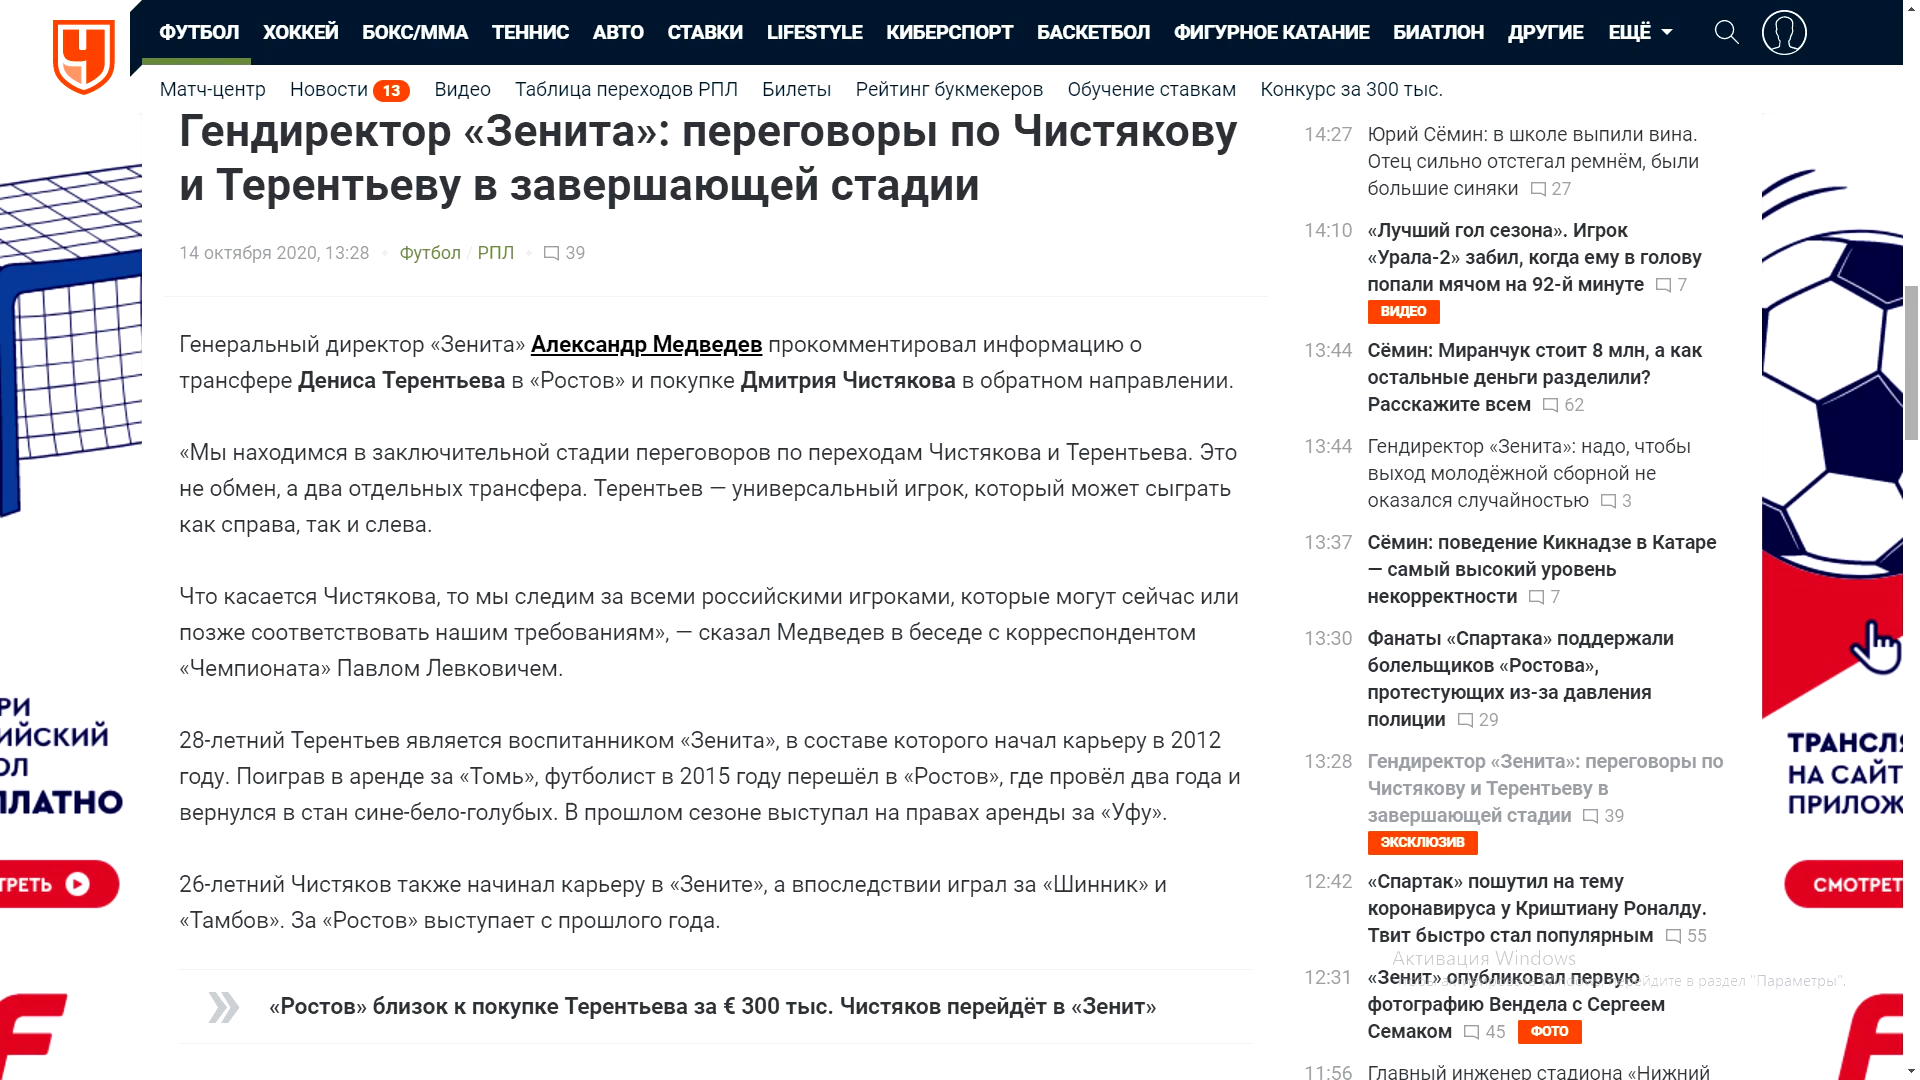 ФУТБОЛ ХОККЕЙ БОКС/ММА ТЕННИС АВТО СТАВКИ LIFESTYLE КИБЕРСПОРТ БАСКЕТБОЛ ФИГУРНОЕ КАТАНИЕ БИАТЛОН ДРУГИЕ ЕЩЁ
Матч-центр Новости 13 Видео Таблица переходов РПЛ Билеты Рейтинг букмекеров Обучение ставкам Конкурс за 300 тыс.
Гендиректор «Зенита»: переговоры по Чистякову
и Терентьеву в завершающей стадии
14 октября 2020, 13:28 • Футбол / РПЛ • 39
Генеральный директор «Зенита» Александр Медведев прокомментировал информацию о
трансфере Дениса Терентьева в «Ростов» и покупке Дмитрия Чистякова в обратном направлении.
«Мы находимся в заключительной стадии переговоров по переходам Чистякова и Терентьева. Это
не обмен, а два отдельных трансфера. Терентьев — универсальный игрок, который может сыграть
как справа, так и слева.
Что касается Чистякова, то мы следим за всеми российскими игроками, которые могут сейчас или
позже соответствовать нашим требованиям», — сказал Медведев в беседе с корреспондентом
«Чемпионата» Павлом Левковичем.
28-летний Терентьев является воспитанником «Зенита», в составе которого начал карьеру в 2012
году. Поиграв в аренде за «Томь», футболист в 2015 году перешёл в «Ростов», где провёл два года и
вернулся в стан сине-бело-голубых. В прошлом сезоне выступал на правах аренды за «Уфу».
26-летний Чистяков также начинал карьеру в «Зените», а впоследствии играл за «Шинник» и
«Тамбов». За «Ростов» выступает с прошлого года.
«Ростов» близок к покупке Терентьева за € 300 тыс. Чистяков перейдёт в «Зенит»
14:27 Юрий Сёмин: в школе выпили вина.
Отец сильно отстегал ремнём, были
большие синяки 27
14:10 «Лучший гол сезона». Игрок
«Урала-2» забил, когда ему в голову
попали мячом на 92-й минуте 7
ВИДЕО
13:44 Сёмин: Миранчук стоит 8 млн, а как
остальные деньги разделили?
Расскажите всем 62
13:44 Гендиректор «Зенита»: надо, чтобы
выход молодёжной сборной не
оказался случайностью 3
13:37 Сёмин: поведение Кикнадзе в Катаре
— самый высокий уровень
некорректности 7
13:30 Фанаты «Спартака» поддержали
болельщиков «Ростова»,
протестующих из-за давления
полиции 29
13:28 Гендиректор «Зенита»: переговоры по
Чистякову и Терентьеву в
завершающей стадии 39
ЭКСКЛЮЗИВ
12:42 «Спартак» пошутил на тему
коронавируса у Криштиану Роналду.
Твит быстро стал популярным 55
12:31 «Зенит» опубликовал первую
фотографию Вендела с Сергеем
Семаком 45 ФОТО
11:56 Главный инженер стадиона «Нижний
Активация Windows
перейдите в раздел "Параметры".
РИ
ИЙСКИЙ
ОЛ
ПЛАТНО
ТРЕТЬ
ТРАНСЛЯ
НА САЙТ
ПРИЛОЖ
СМОТРЕТ